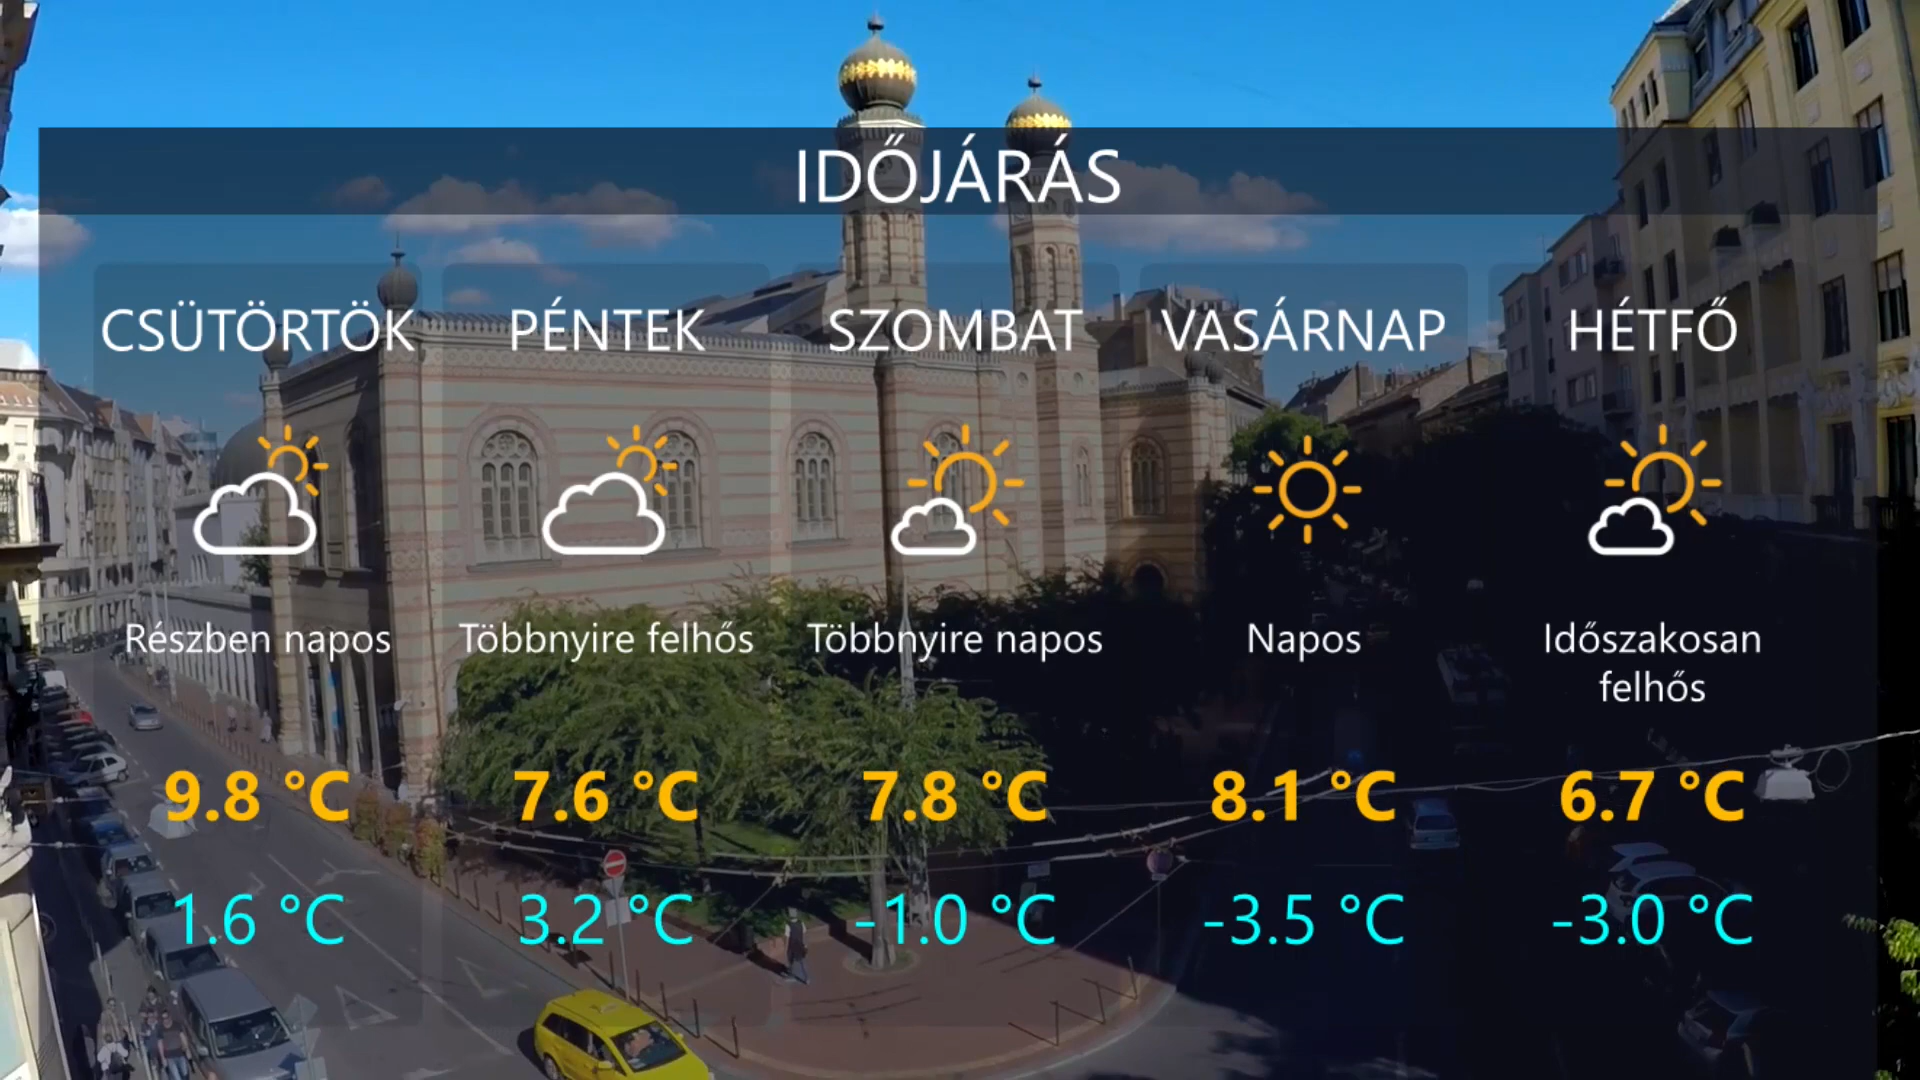 IDŐJÁRÁS
CSÜTÖRTÖK
Részben napos
9.8 °C
1.6 °C
PÉNTEK
Többnyire felhős
7.6 °C
3.2 °C
SZOMBAT
Többnyire napos
7.8 °C
-1.0 °C
VASÁRNAP
Napos
8.1 °C
-3.5 °C
HÉTFŐ
Időszakosan
felhős
6.7 °C
-3.0 °C